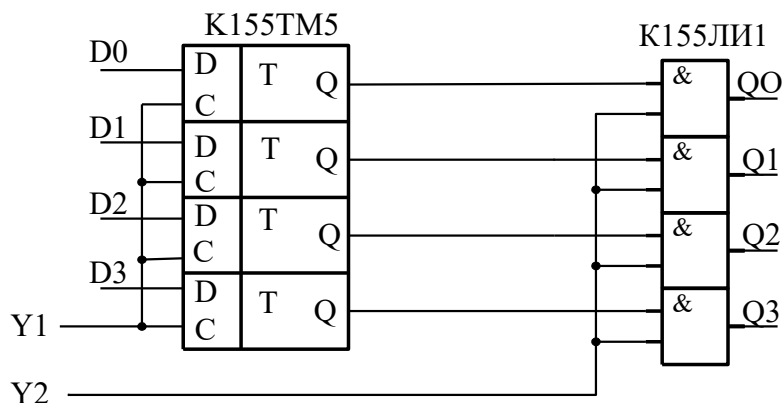 К155ТМ5
К155ЛИ1
D0
D T Q
C
& QO
D1
D T Q
C
& Q1
D2
D T Q
C
& Q2
D3
D T Q
C
& Q3
Y1
Y2